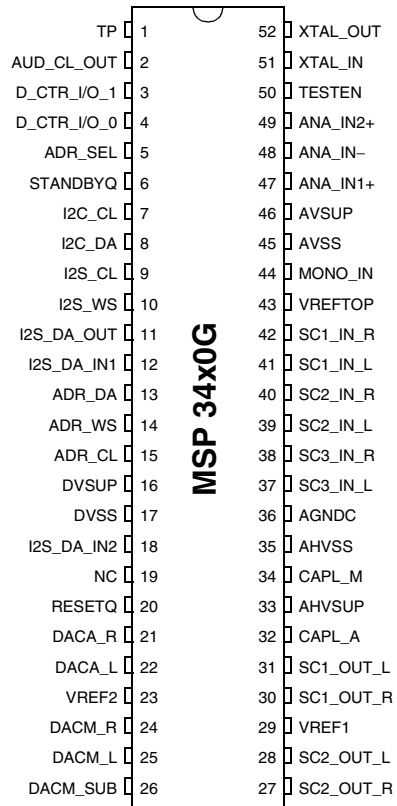 TP 1 52 XTAL_OUT
AUD_CL_OUT 2 51 XTAL_IN
D_CTR_I/O_1 3 50 TESTEN
D_CTR_I/O_0 4 49 ANA_IN2+
ADR_SEL 5 48 ANA_IN−
STANDBYQ 6 47 ANA_IN1+
I2C_CL 7 46 AVSUP
I2C_DA 8 45 AVSS
I2S_CL 9 44 MONO_IN
I2S_WS 10 43 VREFTOP
I2S_DA_OUT 11 42 SC1_IN_R
I2S_DA_IN1 12 41 SC1_IN_L
ADR_DA 13 40 SC2_IN_R
ADR_WS 14 39 SC2_IN_L
ADR_CL 15 38 SC3_IN_R
DVSUP 16 37 SC3_IN_L
DVSS 17 36 AGNDC
I2S_DA_IN2 18 35 AHVSS
NC 19 34 CAPL_M
RESETQ 20 33 AHVSUP
DACA_R 21 32 CAPL_A
DACA_L 22 31 SC1_OUT_L
VREF2 23 30 SC1_OUT_R
DACM_R 24 29 VREF1
DACM_L 25 28 SC2_OUT_L
DACM_SUB 26 27 SC2_OUT_R
MSP 34x0G